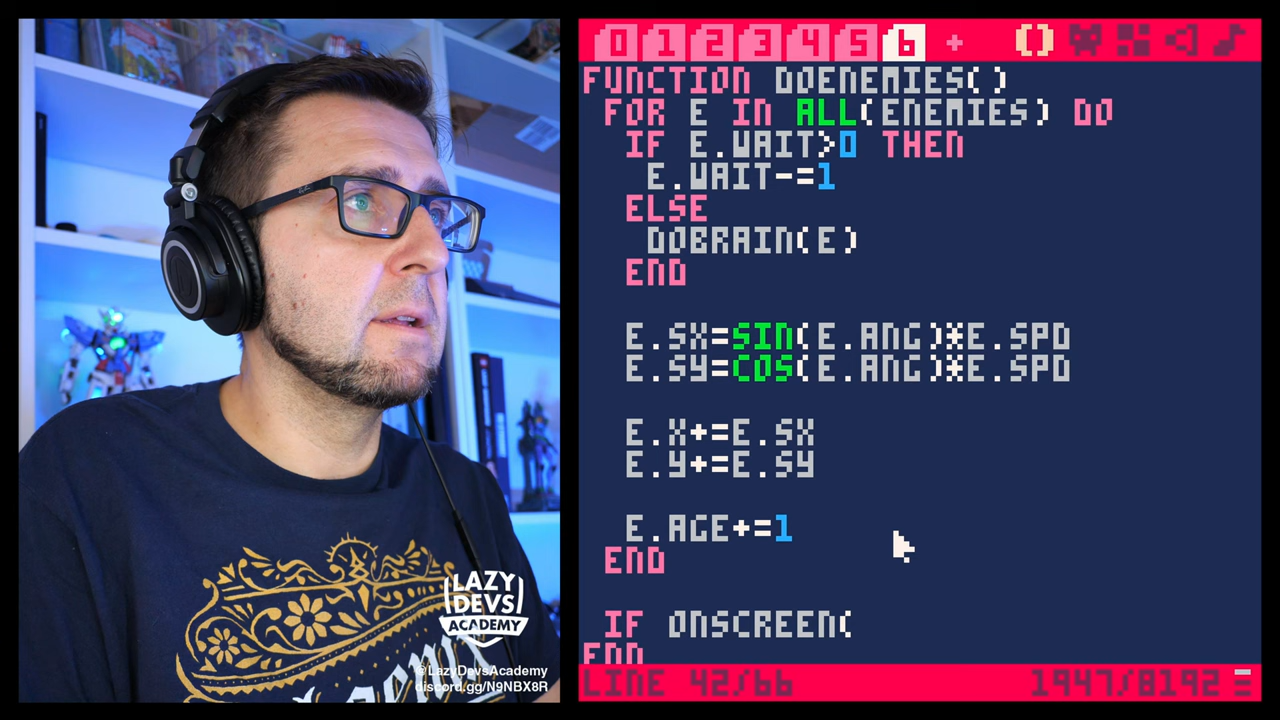 0 1 2 3 4 5 6 + ()
FUNCTION DOENEMIES()
FOR E IN ALL(ENEMIES) DO
IF E.WAIT>0 THEN
E.WAIT-=1
ELSE
DOBRAIN(E)
END
E.SX=SIN(E.ANG)*E.SPD
E.SY=COS(E.ANG)*E.SPD
E.X+=E.SX
E.Y+=E.SY
E.AGE+=1
END
IF ONSCREEN(
END
LINE 42/66
1947/8192
LAZY
DEVS
ACADEMY
@LazyDevsAcademy
discord.gg/N9NBX8R